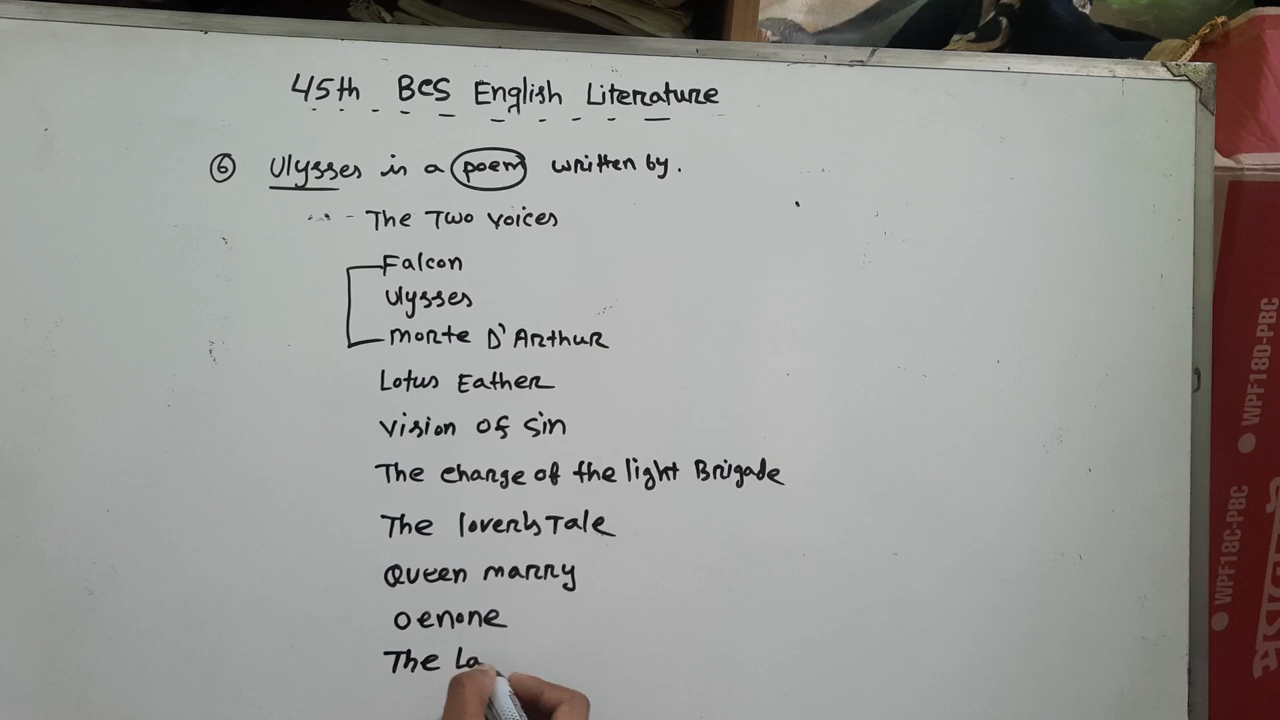 45th BCS English Literature
⑥ Ulysses is a poem written by.
- The Two Voices
Falcon
Ulysses
Morte D'Arthur
Lotus Eather
Vision of Sin
The charge of the light Brigade
The lover's Tale
Queen marry
Oenone
The La
WPF18D-PBC
WPF18C-PBC